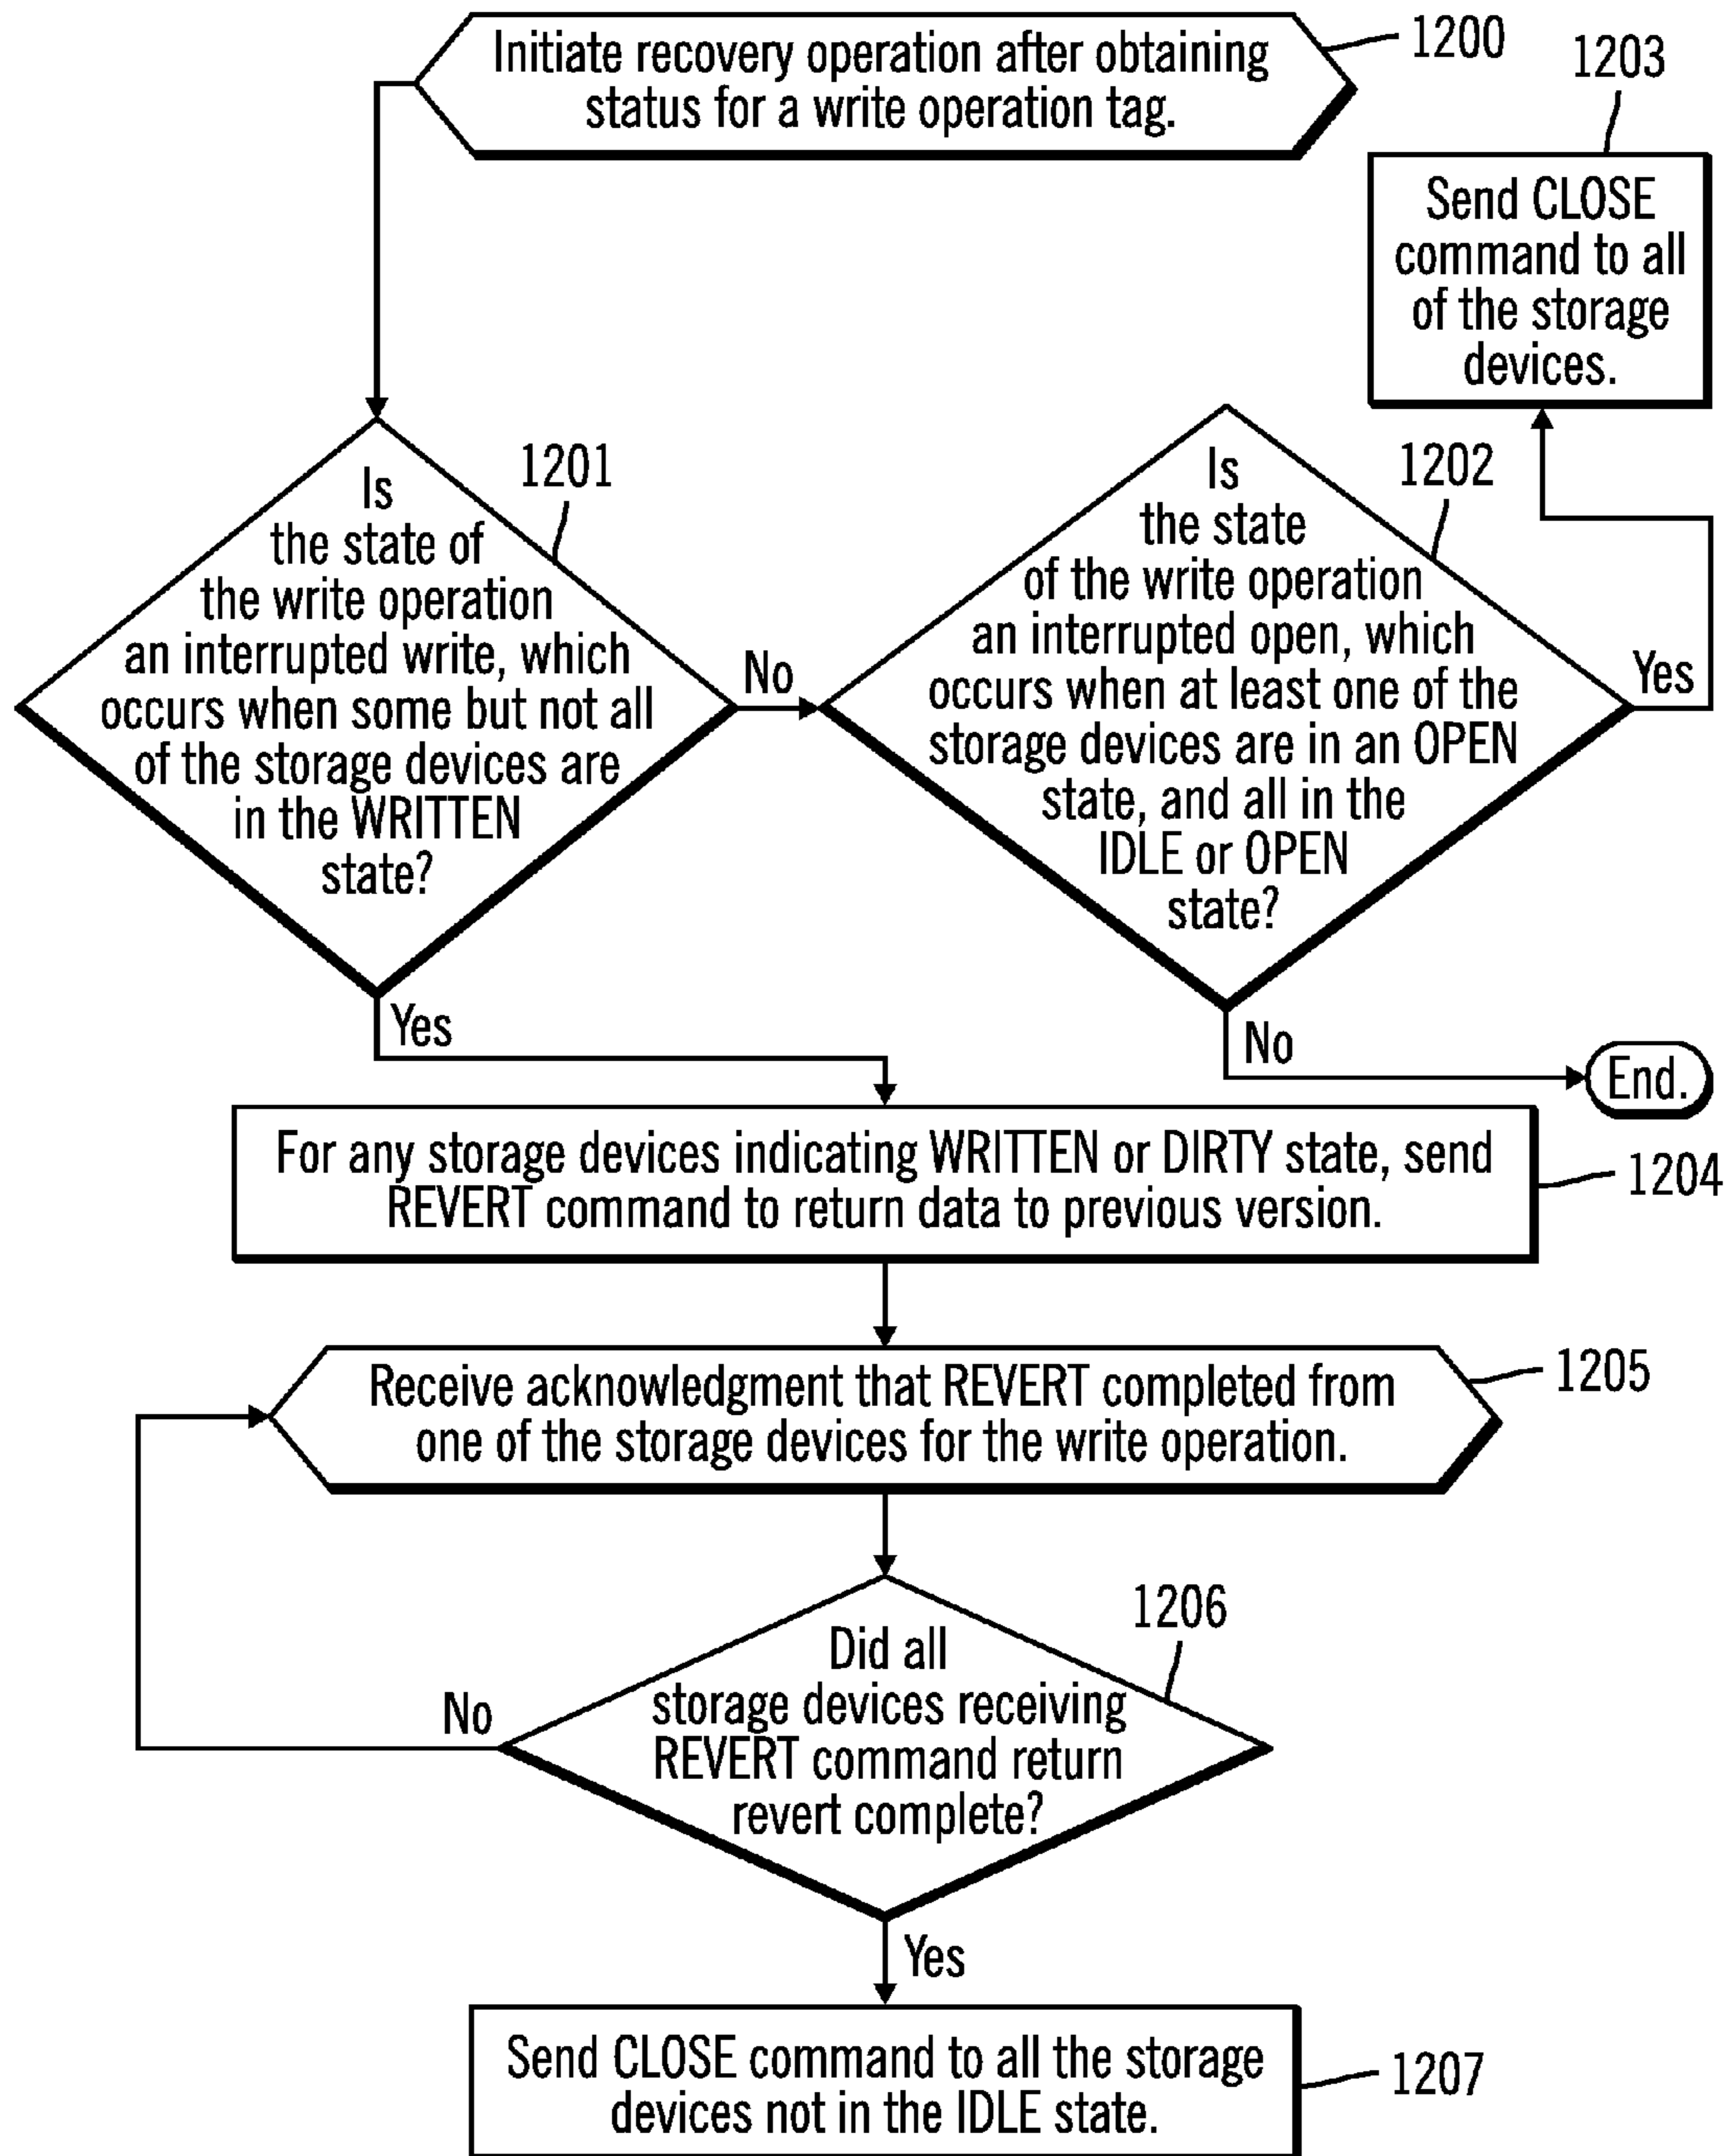 Initiate recovery operation after obtaining
status for a write operation tag.
1200
1203
Send CLOSE
command to all
of the storage
devices.
1201
Is
the state of
the write operation
an interrupted write, which
occurs when some but not all
of the storage devices are
in the WRITTEN
state?
No
1202
Is
the state
of the write operation
an interrupted open, which
occurs when at least one of the
storage devices are in an OPEN
state, and all in the
IDLE or OPEN
state?
Yes
Yes
No
End.
For any storage devices indicating WRITTEN or DIRTY state, send
REVERT command to return data to previous version.
1204
Receive acknowledgment that REVERT completed from
one of the storage devices for the write operation.
1205
1206
Did all
storage devices receiving
REVERT command return
revert complete?
No
Yes
Send CLOSE command to all the storage
devices not in the IDLE state.
1207